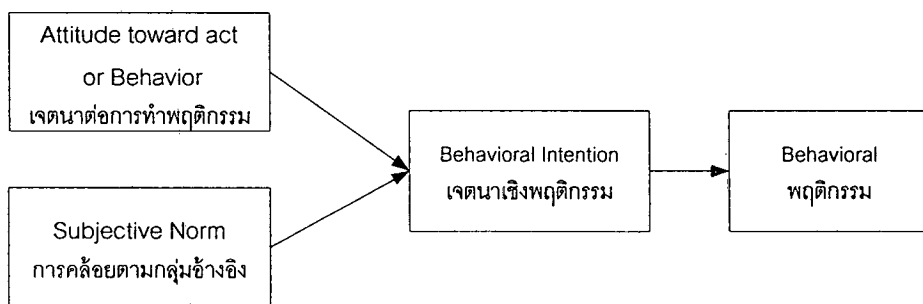 Attitude toward act
or Behavior
เจตนาต่อการทำพฤติกรรม
Subjective Norm
การคล้อยตามกลุ่มอ้างอิง
Behavioral Intention
เจตนาเชิงพฤติกรรม
Behavioral
พฤติกรรม